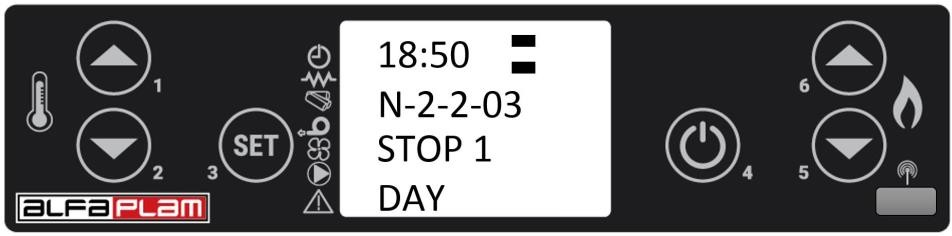 18:50
N-2-2-03
STOP 1
DAY
1
2
3
SET
4
5
6
ALFAPLAM